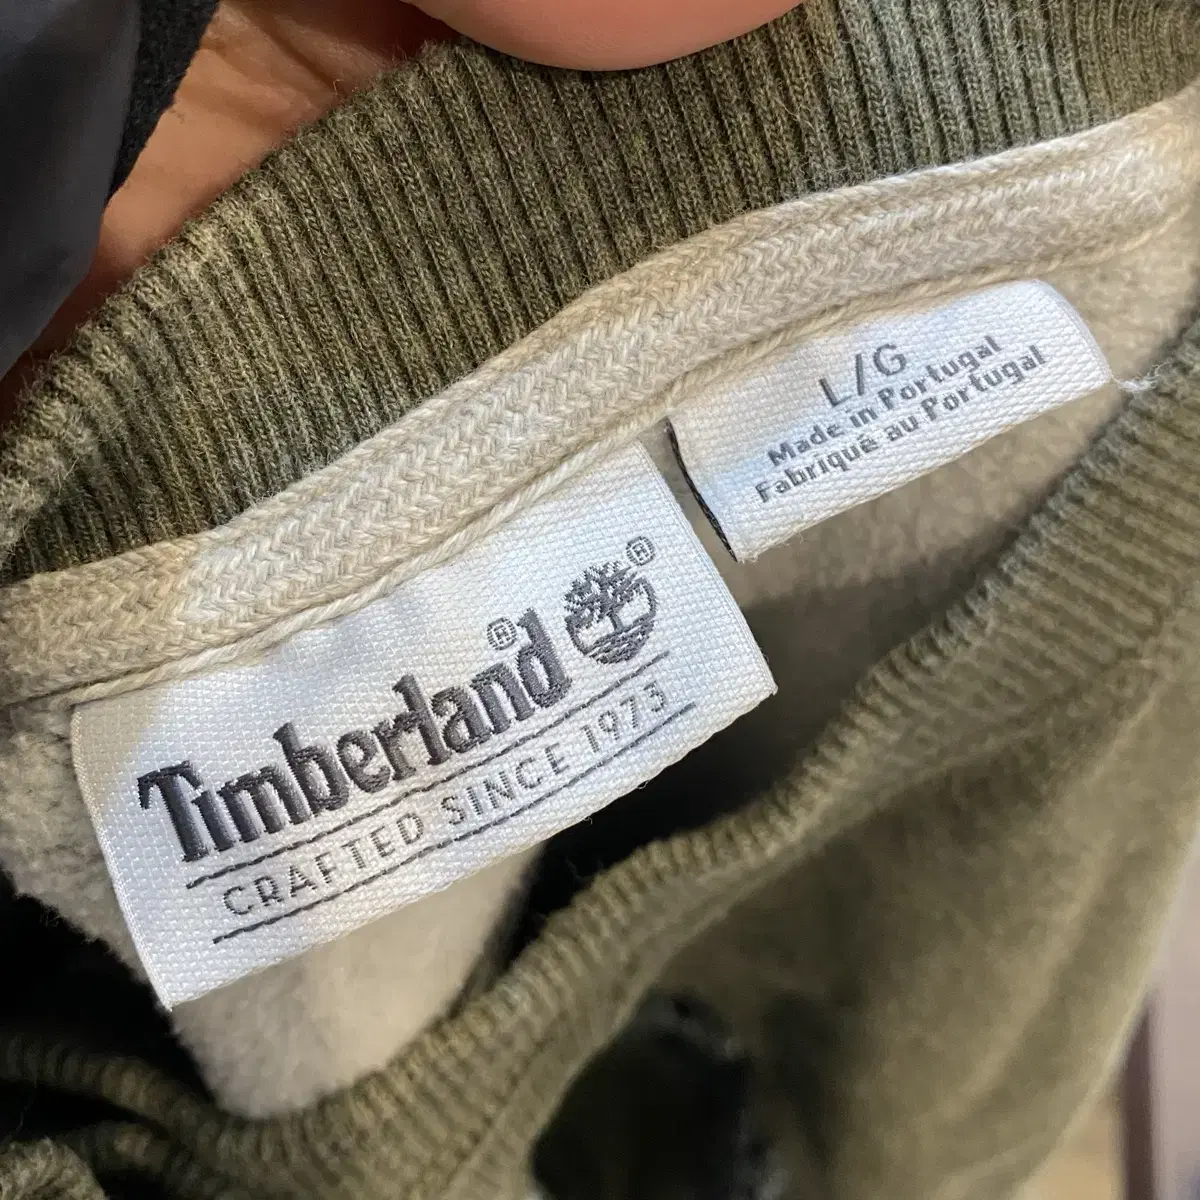 L/G
Made in Portugal
Fabriqué au Portugal
Timberland®
®
CRAFTED SINCE 1973